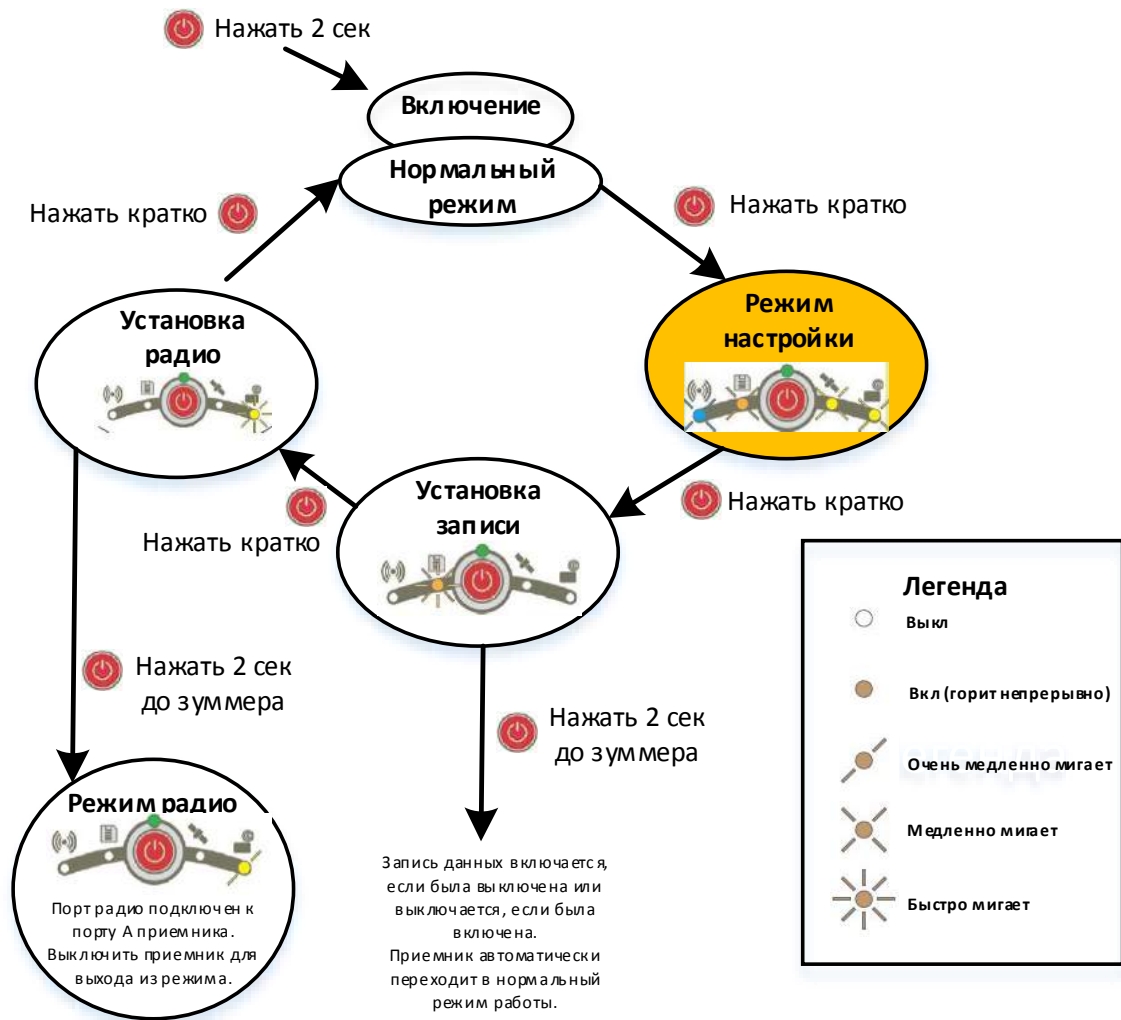 Нажать 2 сек
Включение
Нормальный
режим
Нажать кратко
Нажать кратко
Установка
радио
Режим
настройки
Установка
записи
Нажать кратко
Нажать кратко
Легенда
Выкл
Вкл (горит непрерывно)
Очень медленно мигает
Медленно мигает
Быстро мигает
Нажать 2 сек
до зуммера
Нажать 2 сек
до зуммера
Режим радио
Порт радио подключен к
порту А приемника.
Выключить приемник для
выхода из режима.
Запись данных включается,
если была выключена или
выключается, если была
включена.
Приемник автоматически
переходит в нормальный
режим работы.